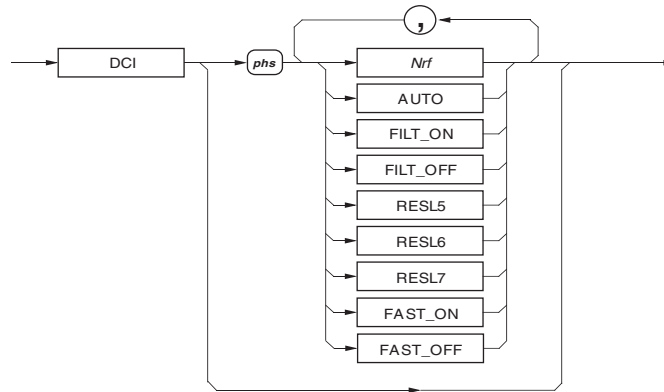 ,
DCI
phs
Nrf
AUTO
FILT_ON
FILT_OFF
RESL5
RESL6
RESL7
FAST_ON
FAST_OFF